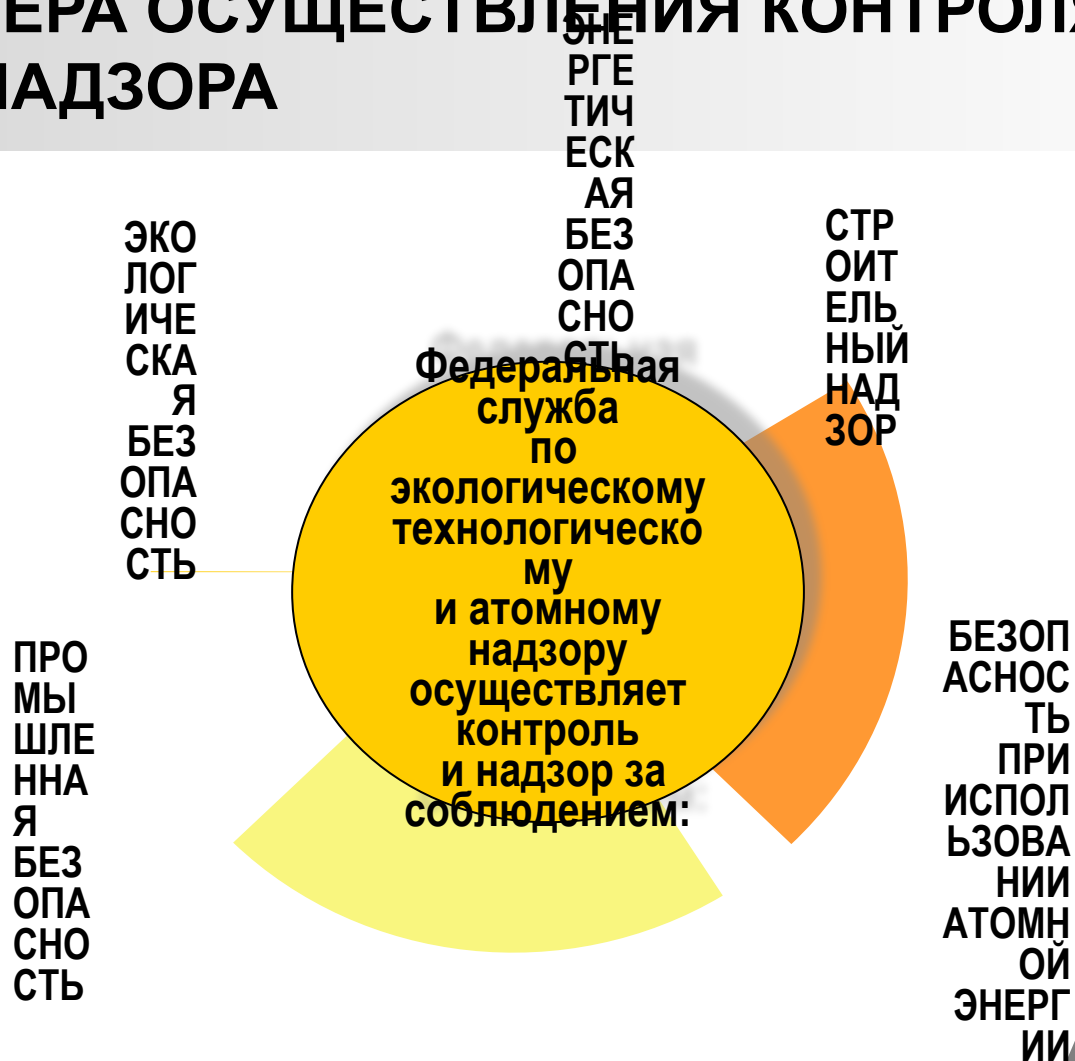 ЕРА ОСУЩЕСТВЛЕНИЯ КОНТРОЛЯ
НАДЗОРА
ЭНЕ
РГЕ
ТИЧ
ЕСК
АЯ
БЕЗ
ОПА
СНО
СТЬ
ЭКО
ЛОГ
ИЧЕ
СКА
Я
БЕЗ
ОПА
СНО
СТЬ
СТР
ОИТ
ЕЛЬ
НЫЙ
НАД
ЗОР
Федеральная
служба
по
экологическому
технологическо
му
и атомному
надзору
осуществляет
контроль
и надзор за
соблюдением:
ПРО
МЫ
ШЛЕ
ННА
Я
БЕЗ
ОПА
СНО
СТЬ
БЕЗОП
АСНОС
ТЬ
ПРИ
ИСПОЛ
ЬЗОВА
НИИ
АТОМН
ОЙ
ЭНЕРГ
ИИ